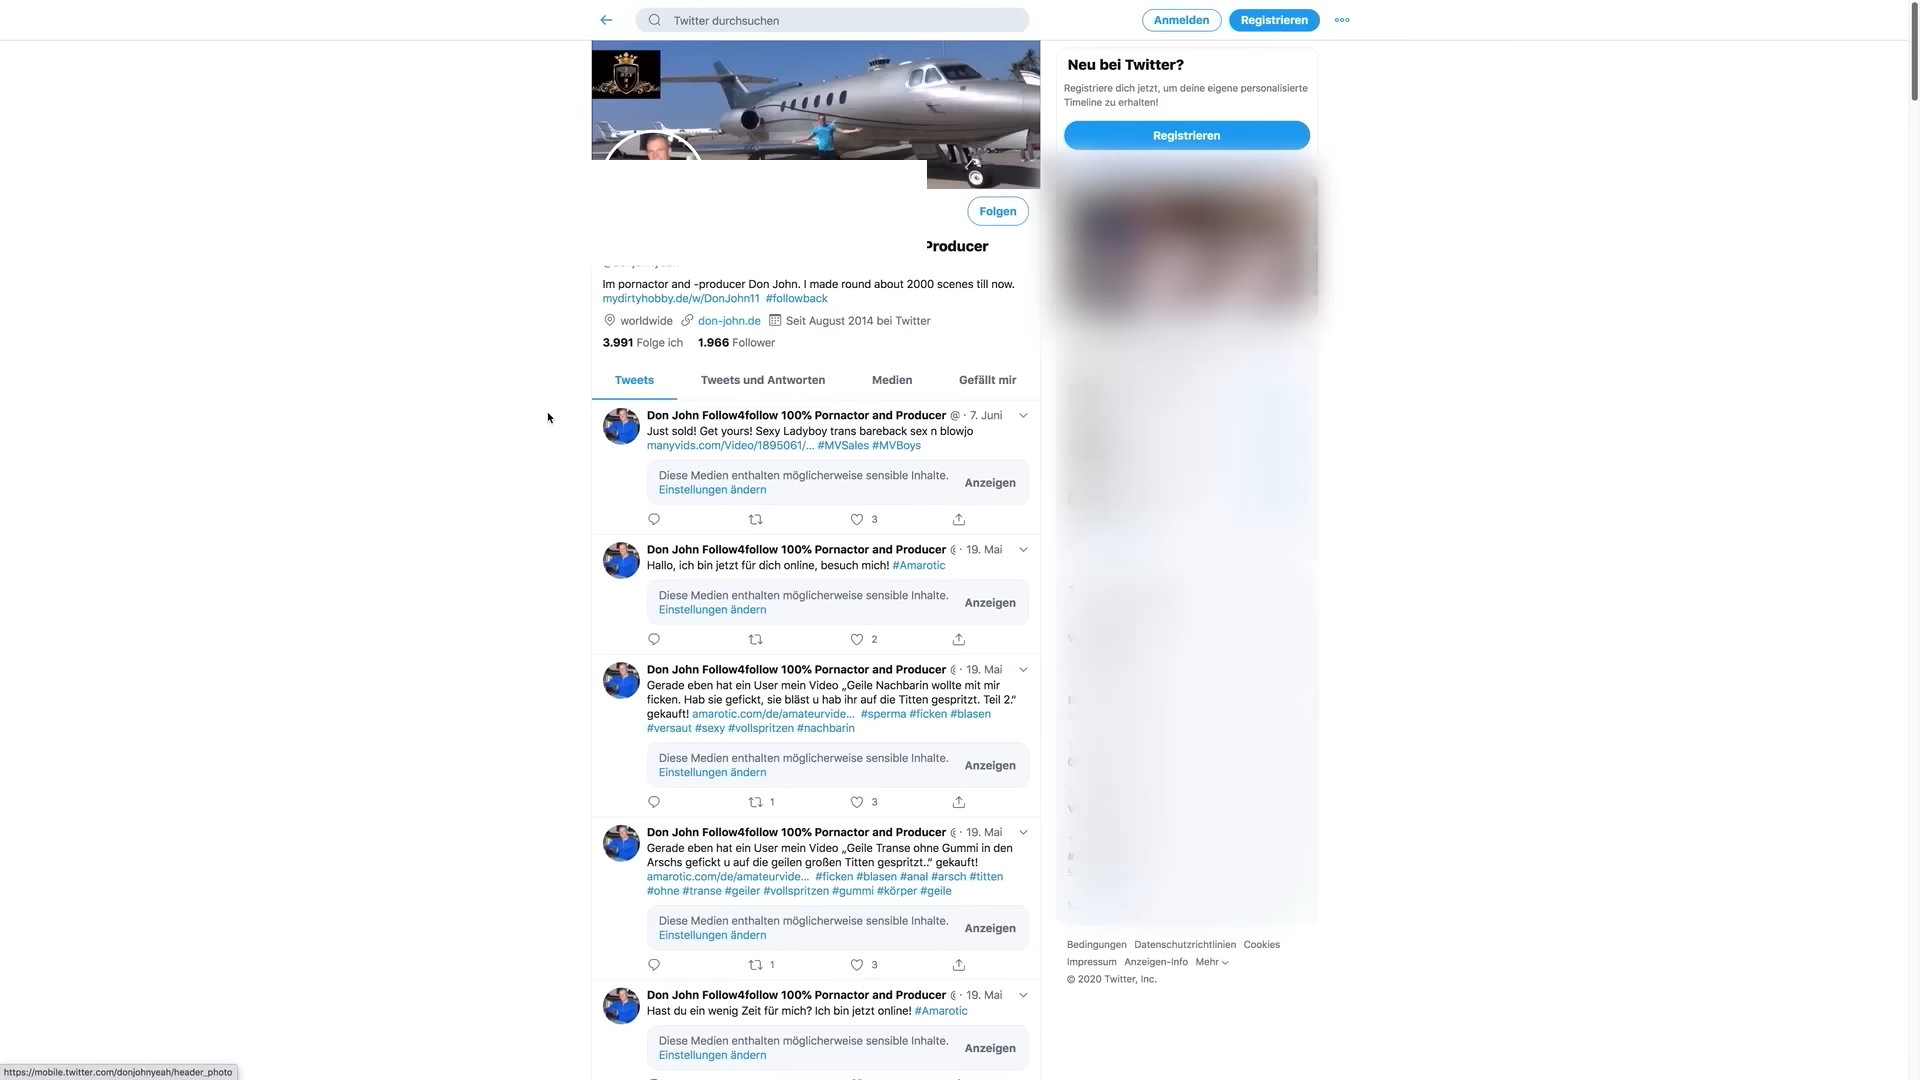 Twitter durchsuchen
Anmelden
Registrieren
Neu bei Twitter?
Registriere dich jetzt, um deine eigene personalisierte
Timeline zu erhalten!
Registrieren
Folgen
Producer
Im pornactor and -producer Don John. I made round about 2000 scenes till now.
mydirtyhobby.de/w/DonJohn11 #followback
worldwide don-john.de Seit August 2014 bei Twitter
3.991 Folge ich 1.966 Follower
Tweets Tweets und Antworten Medien Gefällt mir
Don John Follow4follow 100% Pornactor and Producer @ · 7. Juni
Just sold! Get yours! Sexy Ladyboy trans bareback sex n blowjo
manyvids.com/Video/1895061/... #MVSales #MVBoys
Diese Medien enthalten möglicherweise sensible Inhalte.
Einstellungen ändern
Anzeigen
3
Don John Follow4follow 100% Pornactor and Producer · 19. Mai
Hallo, ich bin jetzt für dich online, besuch mich! #Amarotic
Diese Medien enthalten möglicherweise sensible Inhalte.
Einstellungen ändern
Anzeigen
2
Don John Follow4follow 100% Pornactor and Producer · 19. Mai
Gerade eben hat ein User mein Video „Geile Nachbarin wollte mit mir
ficken. Hab sie gefickt, sie bläst u hab ihr auf die Titten gespritzt. Teil 2.“
gekauft! amarotic.com/de/amateurvide... #sperma #ficken #blasen
#versaut #sexy #vollspritzen #nachbarin
Diese Medien enthalten möglicherweise sensible Inhalte.
Einstellungen ändern
Anzeigen
1 3
Don John Follow4follow 100% Pornactor and Producer · 19. Mai
Gerade eben hat ein User mein Video „Geile Transe ohne Gummi in den
Arschs gefickt u auf die geilen großen Titten gespritzt..“ gekauft!
amarotic.com/de/amateurvide... #ficken #blasen #anal #arsch #titten
#ohne #transe #geiler #vollspritzen #gummi #körper #geile
Diese Medien enthalten möglicherweise sensible Inhalte.
Einstellungen ändern
Anzeigen
1 3
Don John Follow4follow 100% Pornactor and Producer · 19. Mai
Hast du ein wenig Zeit für mich? Ich bin jetzt online! #Amarotic
Diese Medien enthalten möglicherweise sensible Inhalte.
Einstellungen ändern
Anzeigen
Bedingungen Datenschutzrichtlinien Cookies
Impressum Anzeigen-Info Mehr
© 2020 Twitter, Inc.
https://mobile.twitter.com/donjohnyeah/header_photo